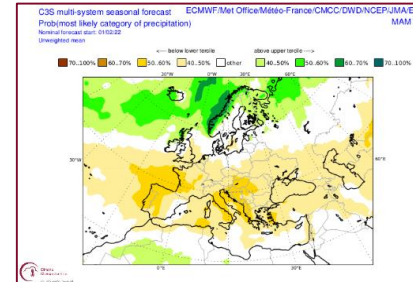 C3S multi-system seasonal forecast ECMWF/Met Office/Météo-France/CMCC/DWD/NCEP/JMA/E
Prob(most likely category of precipitation) MAM
Nominal forecast start: 01/02/22
Unweighted mean
<---- below lower tercile above upper tercile ---->
70..100% 60..70% 50..60% 40..50% other 40..50% 50..60% 60..70% 70..100%
30°W 0°E 30°E 60°E
30°W 60°E
0°E 30°E